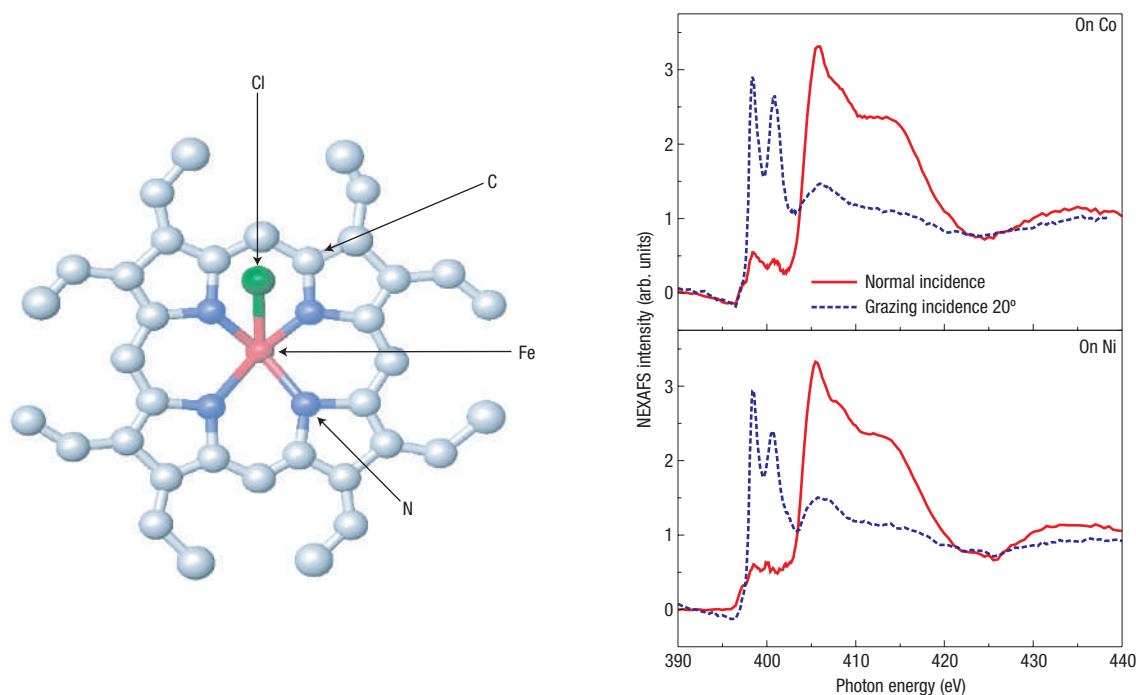 Cl
C
Fe
N
On Co
3
2
1
0
Normal incidence
Grazing incidence 20º
NEXAFS intensity (arb. units)
On Ni
3
2
1
0
390 400 410 420 430 440
Photon energy (eV)